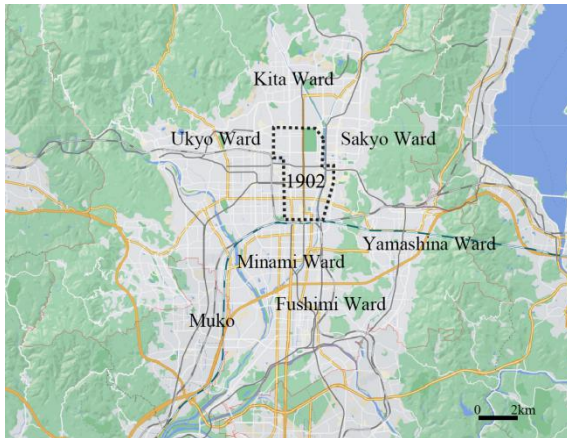 Kita Ward
Ukyo Ward
Sakyo Ward
1902
Yamashina Ward
Minami Ward
Fushimi Ward
Muko
0 2km